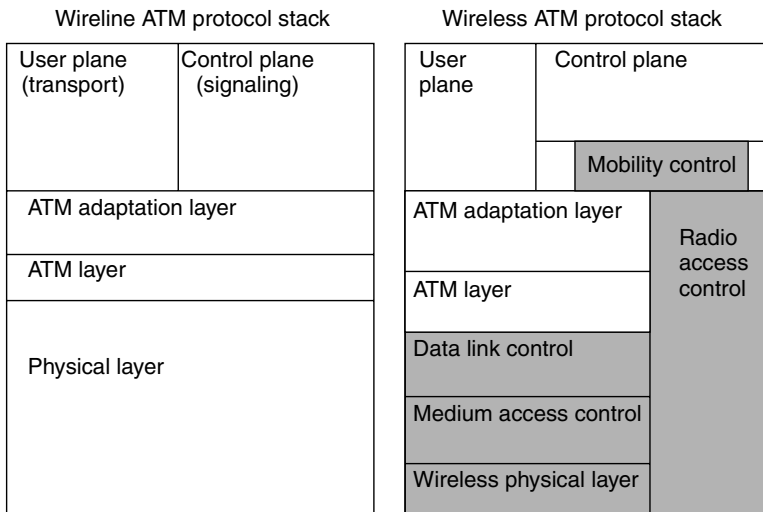 Wireline ATM protocol stack
User plane
(transport)
Control plane
(signaling)
ATM adaptation layer
ATM layer
Physical layer
Wireless ATM protocol stack
User
plane
Control plane
Mobility control
ATM adaptation layer
ATM layer
Radio
access
control
Data link control
Medium access control
Wireless physical layer